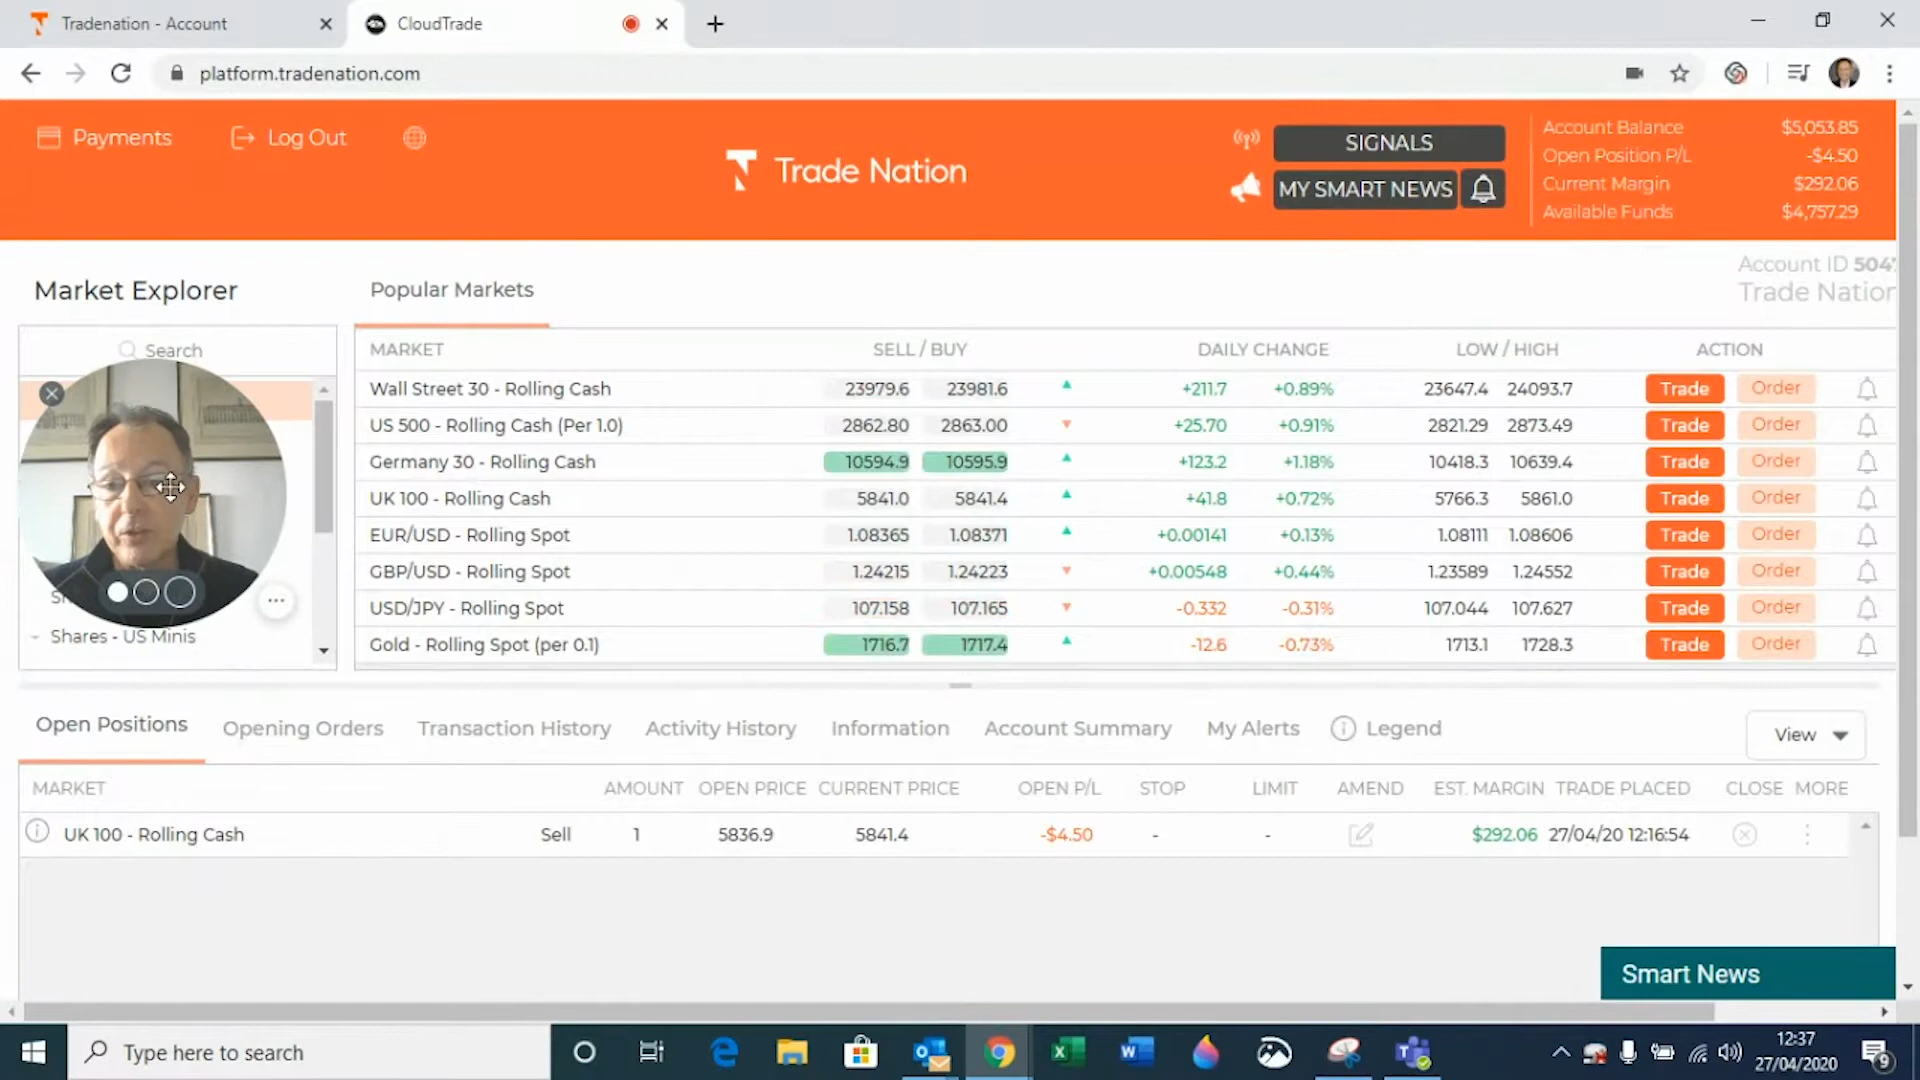 Tradenation - Account
CloudTrade
platform.tradenation.com
Payments
Log Out
Trade Nation
SIGNALS
MY SMART NEWS
Account Balance $5,053.85
Open Position P/L -$4.50
Current Margin $292.06
Available Funds $4,757.29
Account ID 504
Trade Nation
Market Explorer
Popular Markets
Search
Shares - US Minis
MARKET SELL / BUY DAILY CHANGE LOW / HIGH ACTION
Wall Street 30 - Rolling Cash 23979.6 23981.6 +211.7 +0.89% 23647.4 24093.7 Trade Order
US 500 - Rolling Cash (Per 1.0) 2862.80 2863.00 +25.70 +0.91% 2821.29 2873.49 Trade Order
Germany 30 - Rolling Cash 10594.9 10595.9 +123.2 +1.18% 10418.3 10639.4 Trade Order
UK 100 - Rolling Cash 5841.0 5841.4 +41.8 +0.72% 5766.3 5861.0 Trade Order
EUR/USD - Rolling Spot 1.08365 1.08371 +0.00141 +0.13% 1.08111 1.08606 Trade Order
GBP/USD - Rolling Spot 1.24215 1.24223 +0.00548 +0.44% 1.23589 1.24552 Trade Order
USD/JPY - Rolling Spot 107.158 107.165 -0.332 -0.31% 107.044 107.627 Trade Order
Gold - Rolling Spot (per 0.1) 1716.7 1717.4 -12.6 -0.73% 1713.1 1728.3 Trade Order
Open Positions Opening Orders Transaction History Activity History Information Account Summary My Alerts Legend View
MARKET AMOUNT OPEN PRICE CURRENT PRICE OPEN P/L STOP LIMIT AMEND EST. MARGIN TRADE PLACED CLOSE MORE
UK 100 - Rolling Cash Sell 1 5836.9 5841.4 -$4.50 - - $292.06 27/04/20 12:16:54
Smart News
Type here to search
12:37
27/04/2020
9